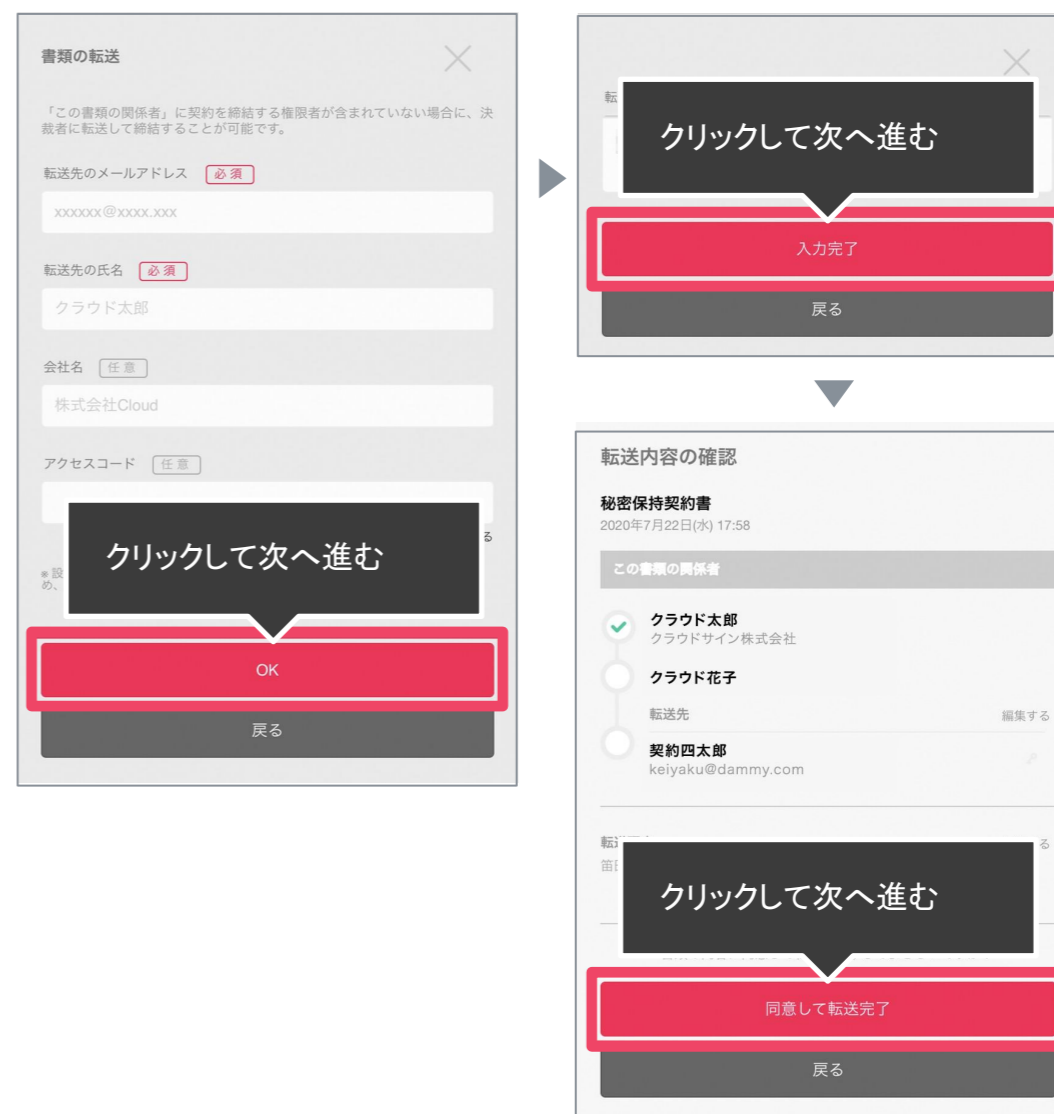 書類の転送
「この書類の関係者」に契約を締結する権限者が含まれていない場合に、決
裁者に転送して締結することが可能です。
転送先のメールアドレス 必須
xxxxxx@xxxx.xxx
転送先の氏名 必須
クラウド太郎
会社名 任意
株式会社Cloud
アクセスコード 任意
る
※設
め、
クリックして次へ進む
OK
戻る
転
クリックして次へ進む
入力完了
戻る
転送内容の確認
秘密保持契約書
2020年7月22日(水) 17:58
この書類の関係者
クラウド太郎
クラウドサイン株式会社
クラウド花子
転送先 編集する
契約四太郎
keiyaku@dammy.com
転送
る
クリックして次へ進む
同意して転送完了
戻る